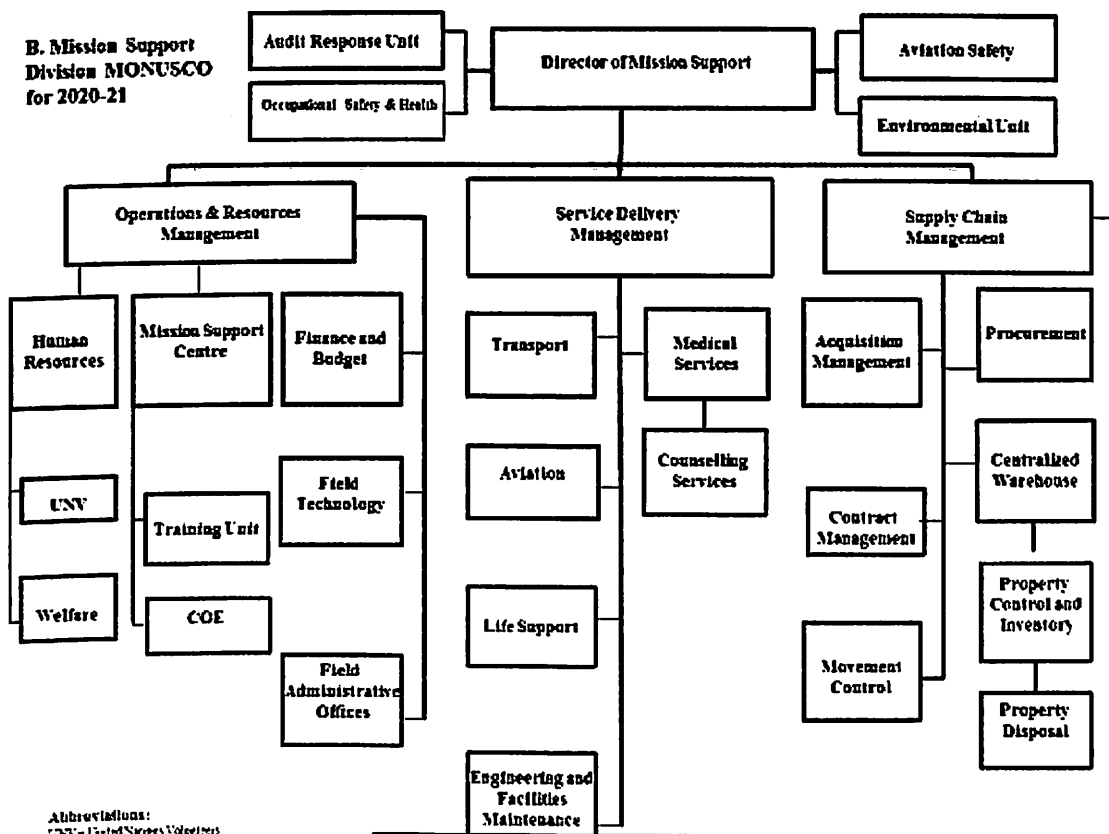 B. Mission Support
Division MONUSCO
for 2020-21
Audit Response Unit
Occupational Safety & Health
Director of Mission Support
Aviation Safety
Environmental Unit
Operations & Resources
Management
Service Delivery
Management
Supply Chain
Management
Human
Resources
Mission Support
Centre
Finance and
Budget
Transport
Medical
Services
Acquisition
Management
Procurement
UNV
Training Unit
Field
Technology
Aviation
Counselling
Services
Contract
Management
Centralized
Warehouse
Welfare
COE
Field
Administrative
Offices
Life Support
Movement
Control
Property
Control and
Inventory
Property
Disposal
Engineering and
Facilities
Maintenance
Abbreviations:
UNV - United Nations Volunteers